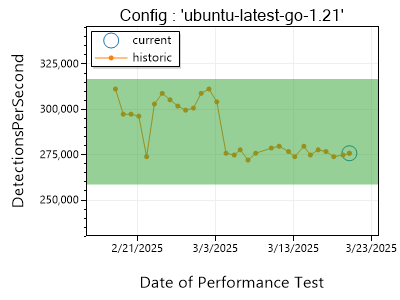 Config : 'ubuntu-latest-go-1.21'
current
historic
DetectionsPerSecond
325,000
300,000
275,000
250,000
2/21/2025
3/3/2025
3/13/2025
3/23/2025
Date of Performance Test